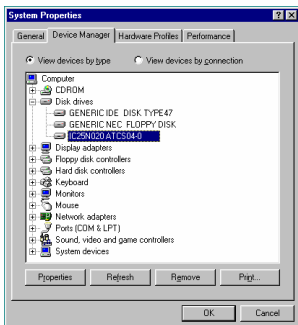 System Properties
General Device Manager Hardware Profiles Performance
View devices by type View devices by connection
Computer
CDROM
Disk drives
GENERIC IDE DISK TYPE47
GENERIC NEC FLOPPY DISK
IC25N020 ATCS04-0
Display adapters
Floppy disk controllers
Hard disk controllers
Keyboard
Monitors
Mouse
Network adapters
Ports (COM & LPT)
Sound, video and game controllers
System devices
Properties Refresh Remove Print...
OK Cancel